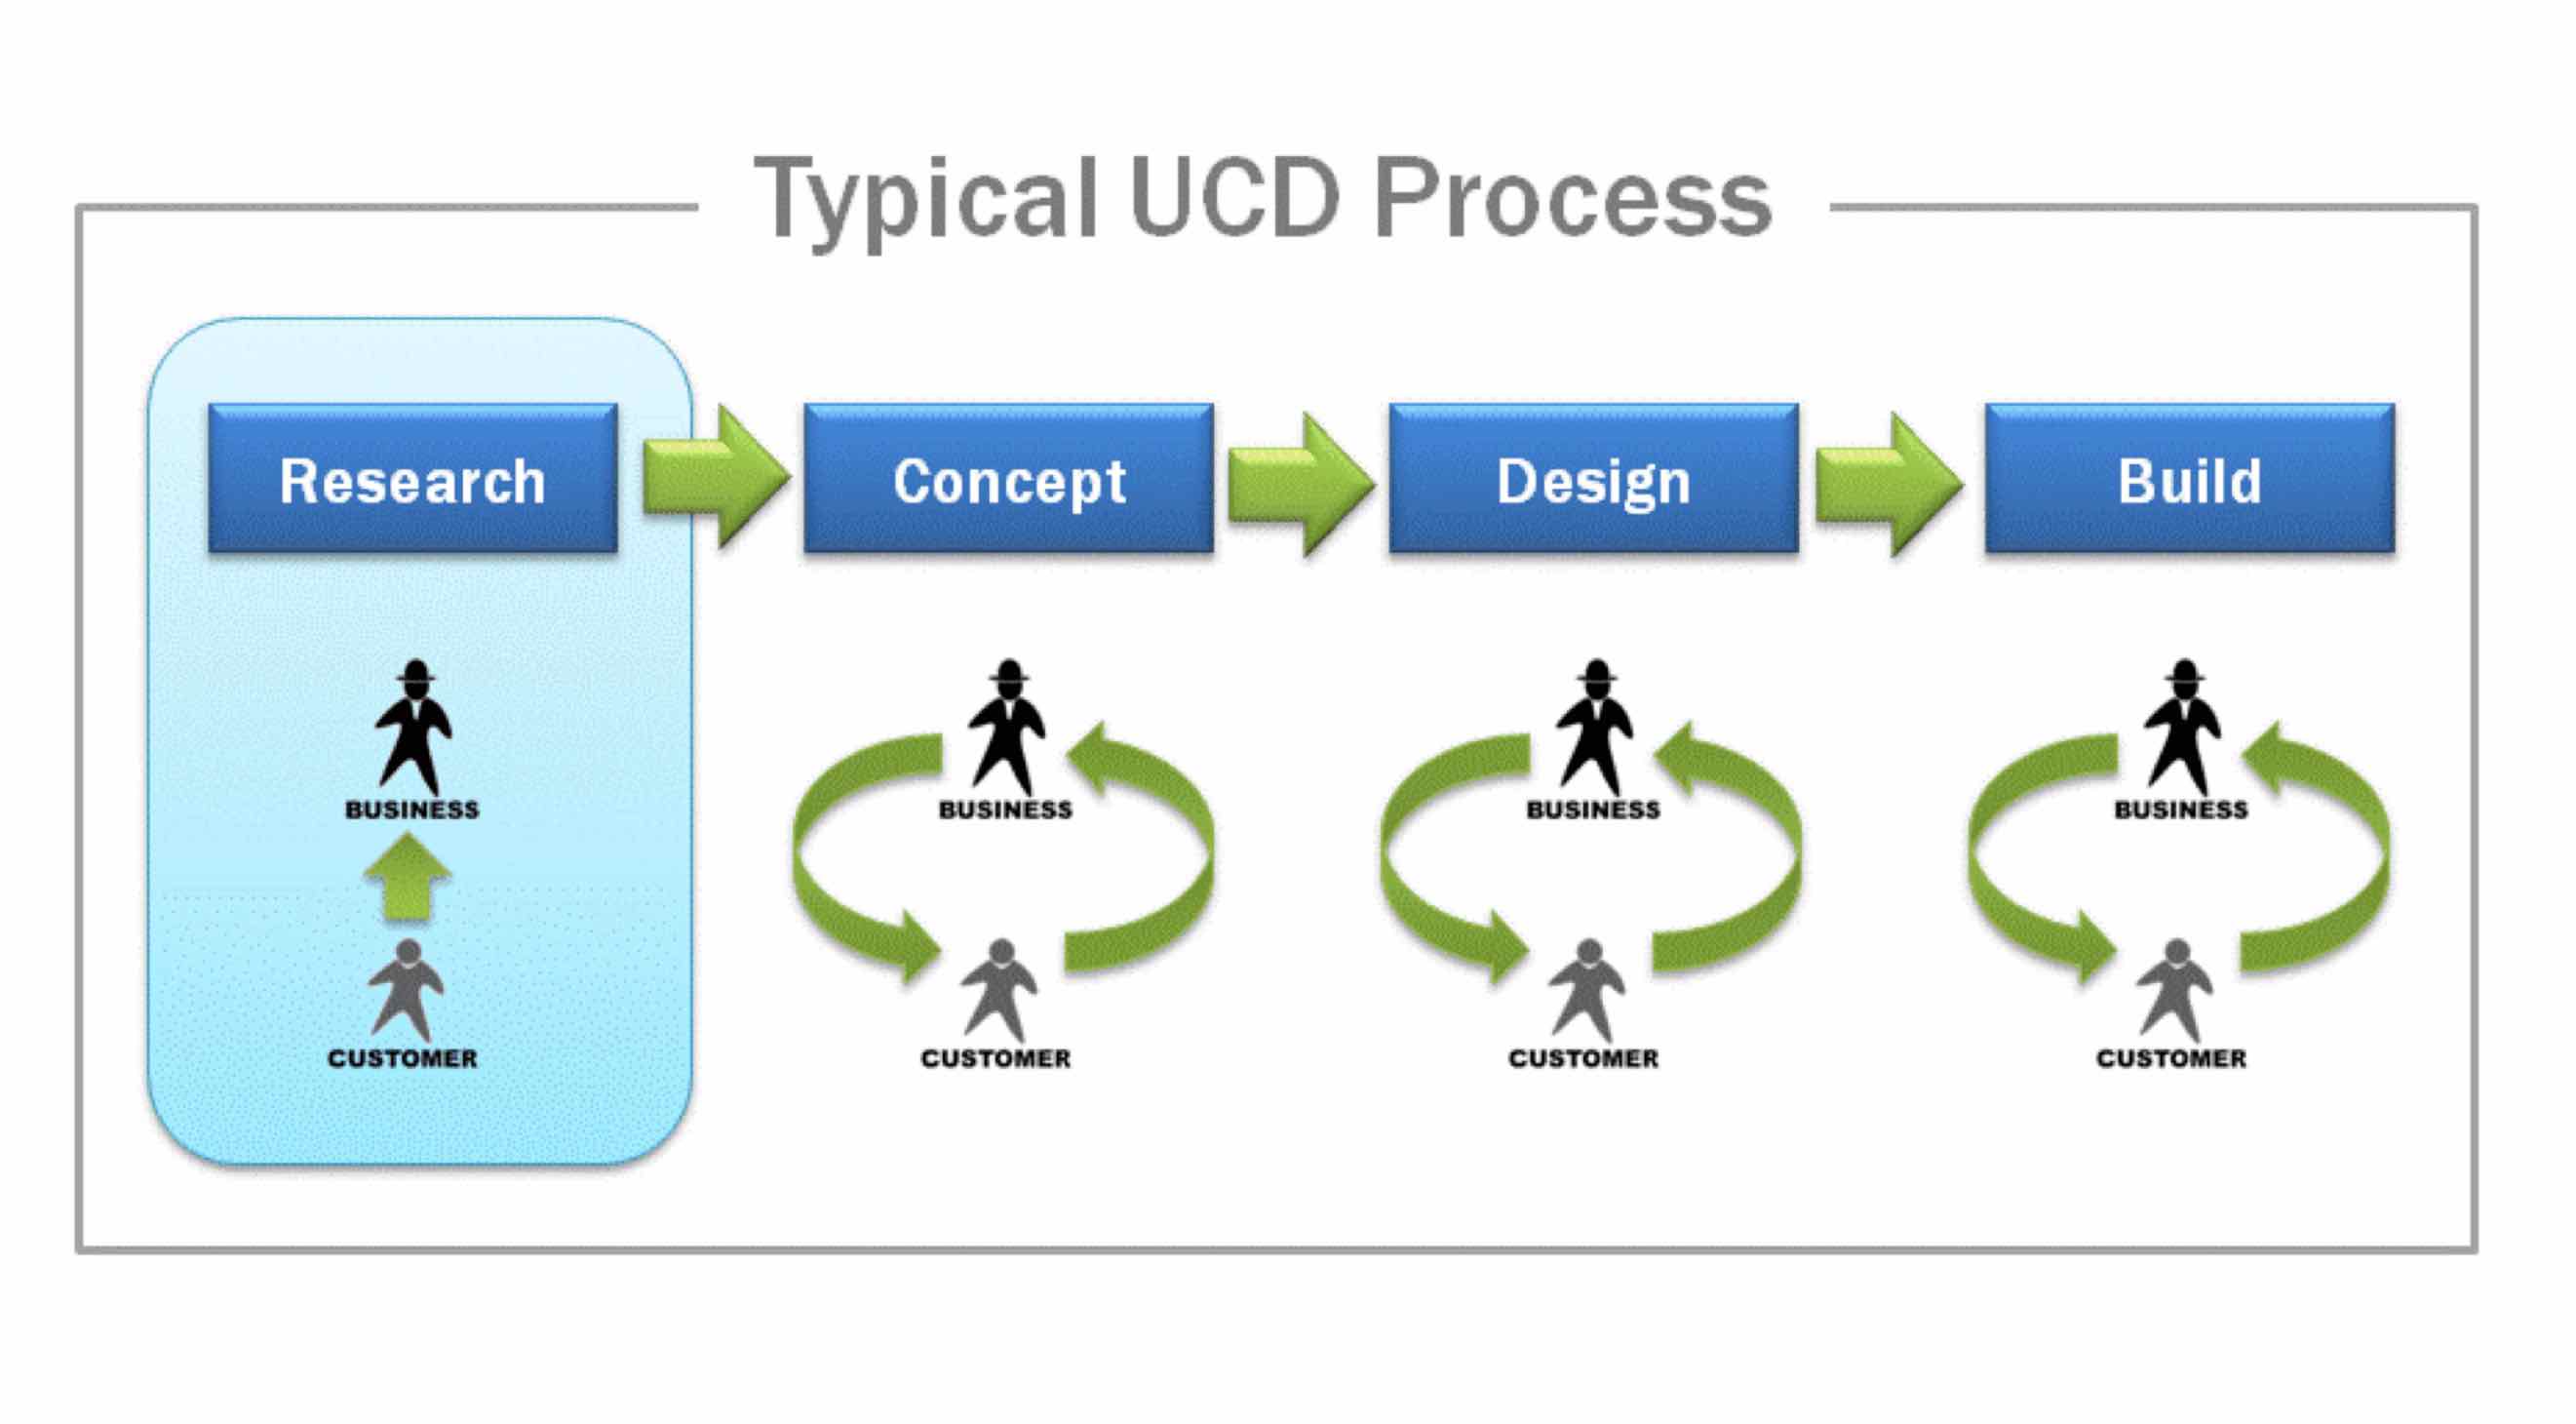 Typical UCD Process
Research
Concept
Design
Build
BUSINESS
BUSINESS
BUSINESS
BUSINESS
CUSTOMER
CUSTOMER
CUSTOMER
CUSTOMER